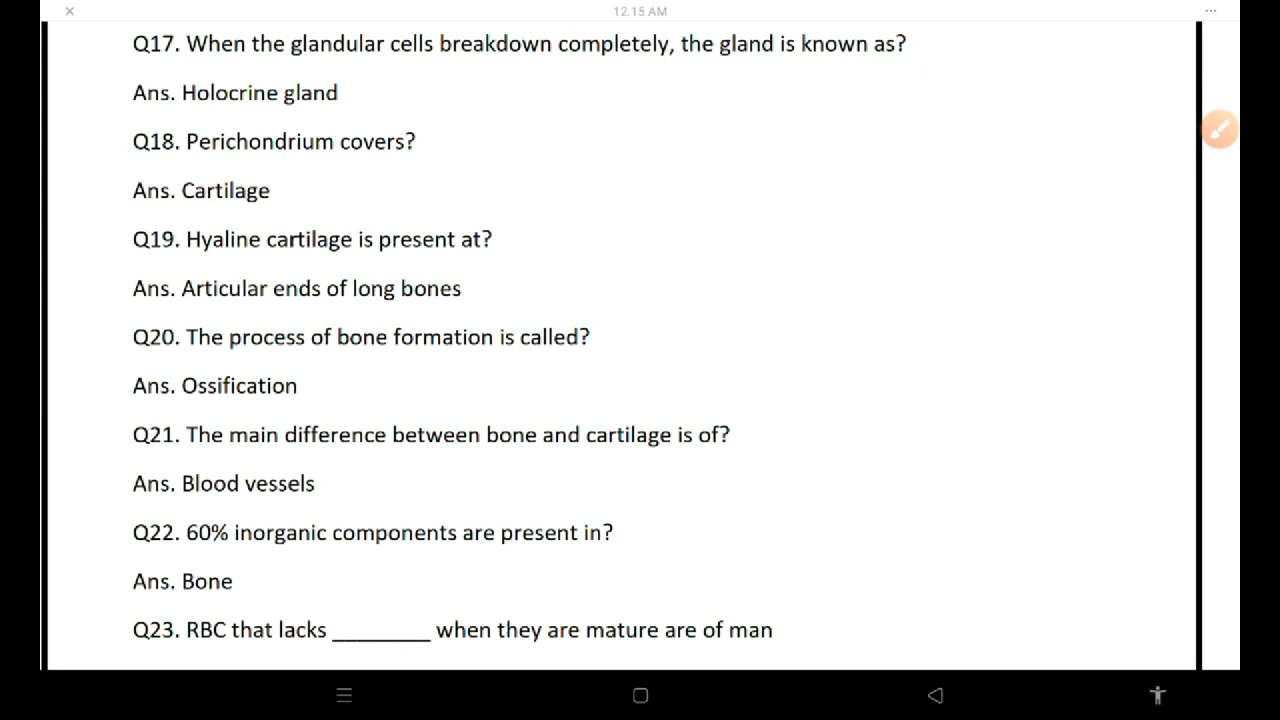 12:15 AM
Q17. When the glandular cells breakdown completely, the gland is known as?
Ans. Holocrine gland
Q18. Perichondrium covers?
Ans. Cartilage
Q19. Hyaline cartilage is present at?
Ans. Articular ends of long bones
Q20. The process of bone formation is called?
Ans. Ossification
Q21. The main difference between bone and cartilage is of?
Ans. Blood vessels
Q22. 60% inorganic components are present in?
Ans. Bone
Q23. RBC that lacks ________ when they are mature are of man